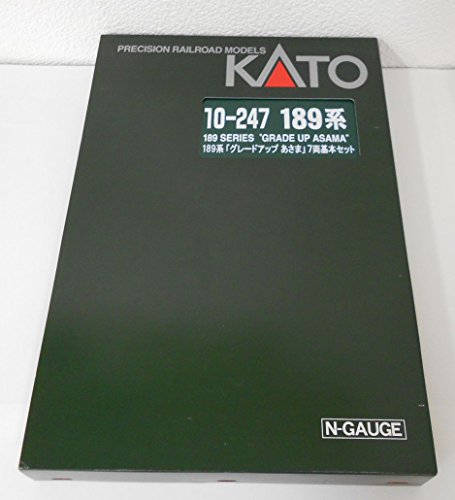 PRECISION RAILROAD MODELS
KATO
10-247 189系
189 SERIES "GRADE UP ASAMA"
189系「グレードアップ あさま」7両基本セット
N-GAUGE